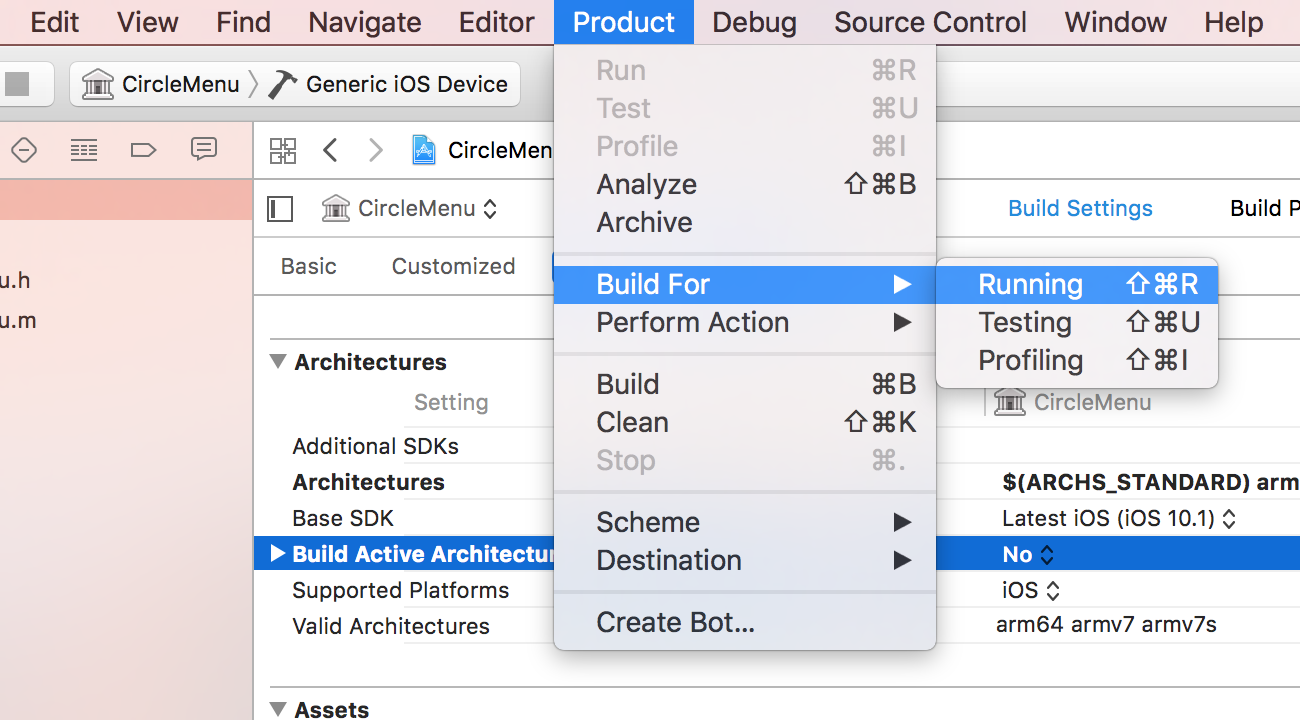 Edit View Find Navigate Editor Product Debug Source Control Window Help
CircleMenu Generic iOS Device
Run ⌘R
Test ⌘U
Profile ⌘I
Analyze ⇧⌘B
Archive
Build For ▶
Perform Action ▶
Build ⌘B
Clean ⇧⌘K
Stop ⌘.
Scheme ▶
Destination ▶
Create Bot...
Running ⇧⌘R
Testing ⇧⌘U
Profiling ⇧⌘I
u.h
u.m
CircleMen
CircleMenu
Build Settings Build P
Basic Customized
Architectures
Setting CircleMenu
Additional SDKs
Architectures $(ARCHS_STANDARD) arm
Base SDK Latest iOS (iOS 10.1)
Build Active Architectur No
Supported Platforms iOS
Valid Architectures arm64 armv7 armv7s
Assets